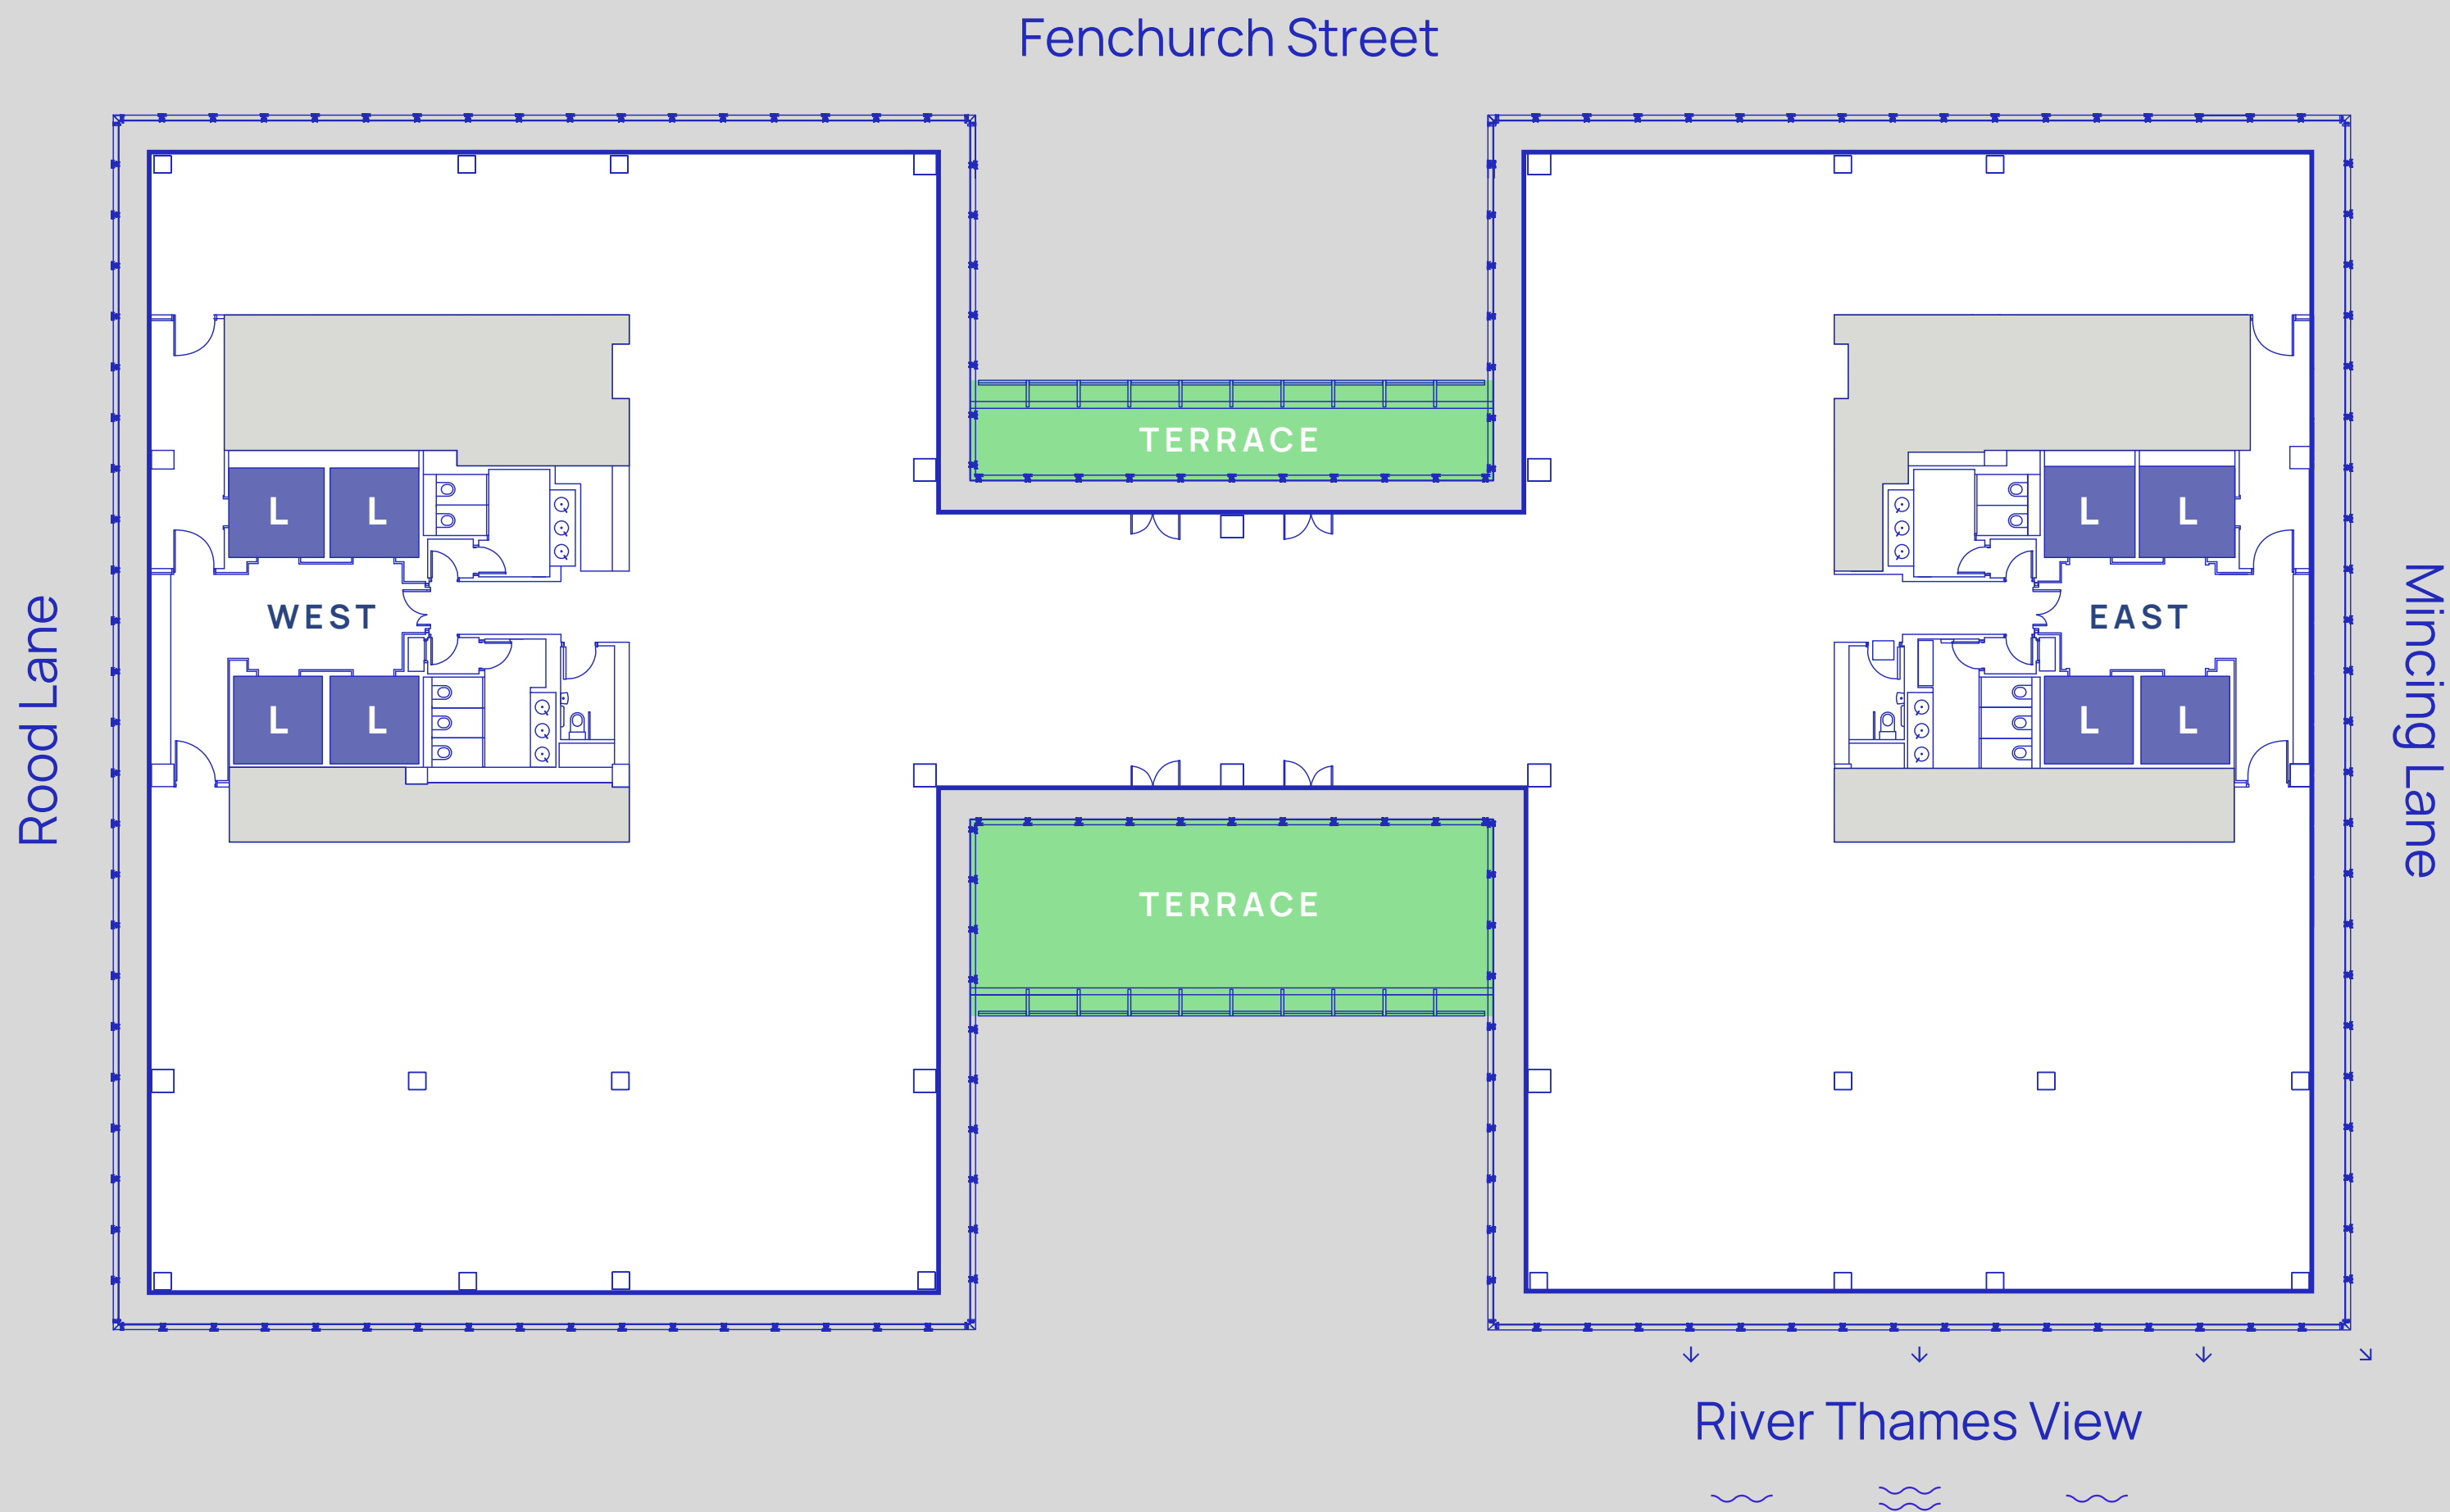 Fenchurch Street
TERRACE
L L
L L
WEST
EAST
Rood Lane
Mincing Lane
L L
L L
TERRACE
River Thames View